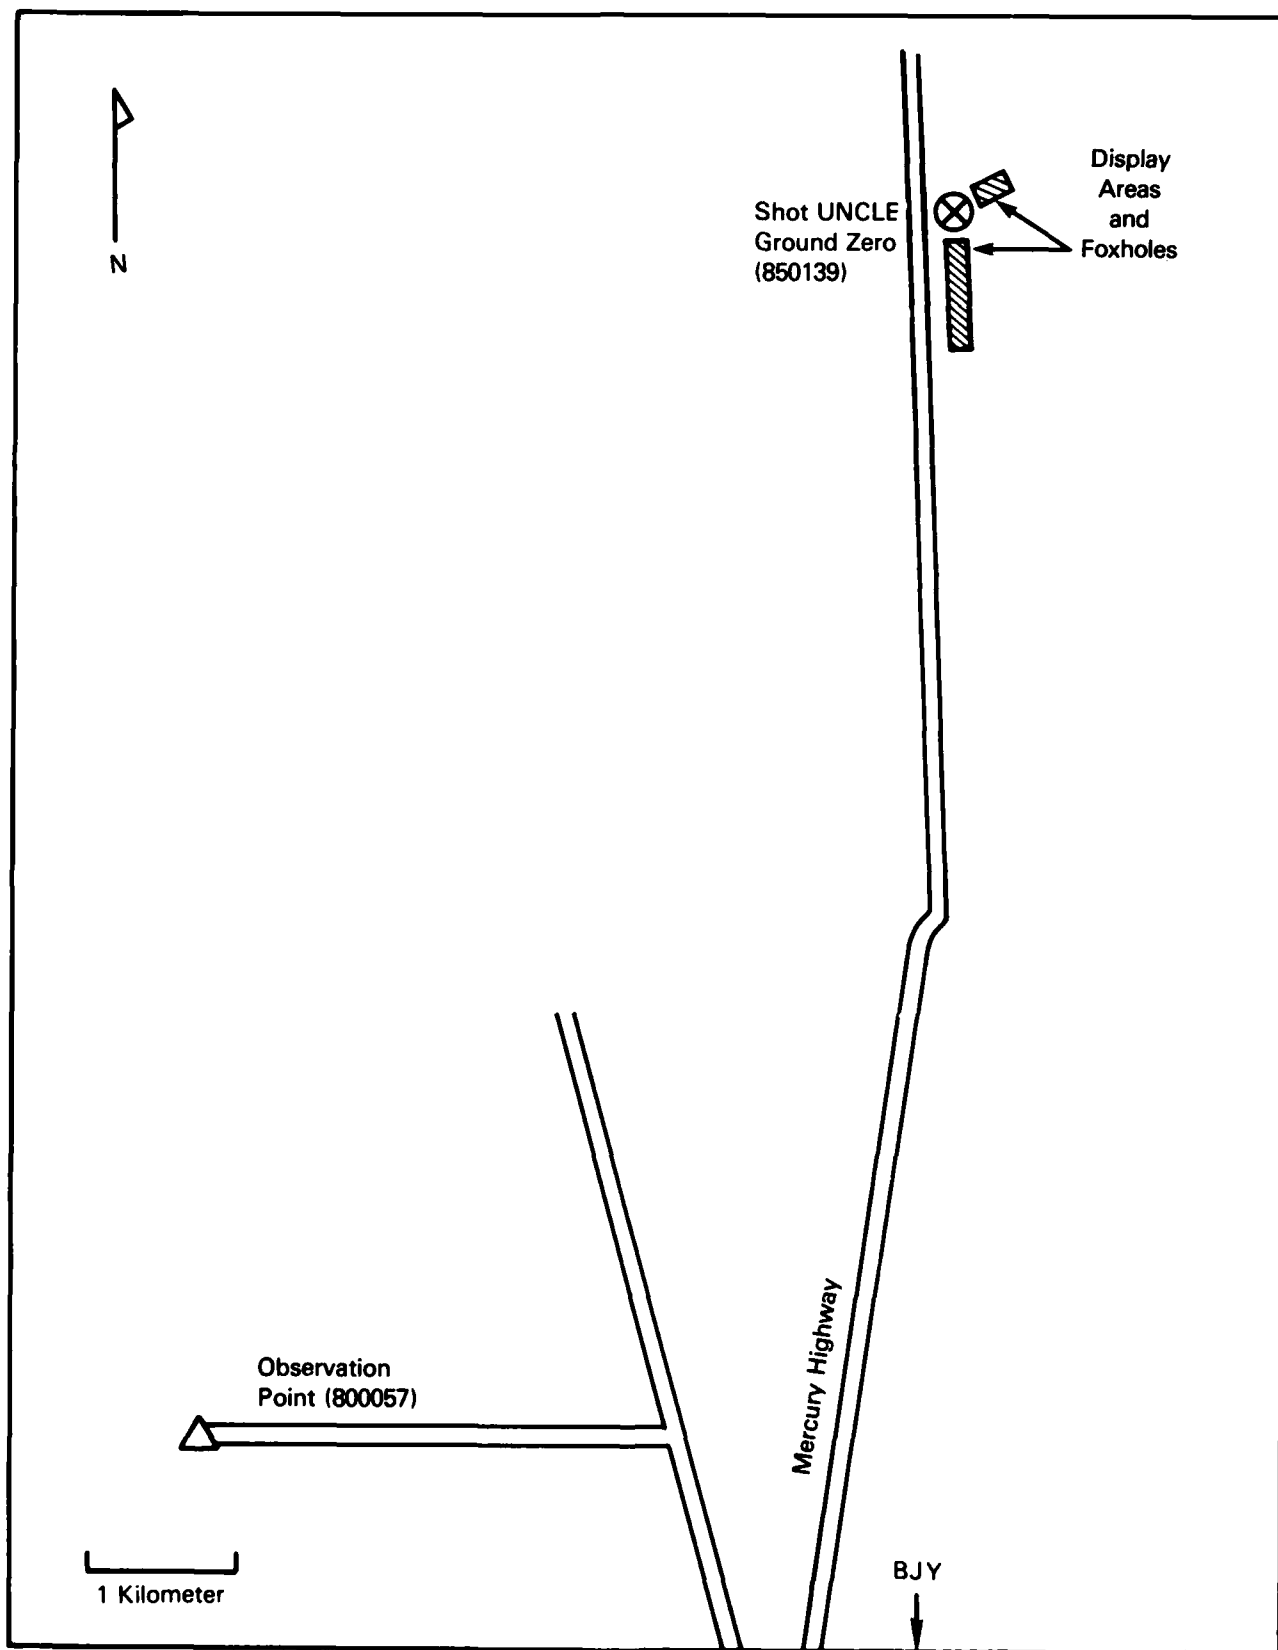 N
Shot UNCLE
Ground Zero
(850139)
Display
Areas
and
Foxholes
Mercury Highway
Observation
Point (800057)
1 Kilometer
BJY